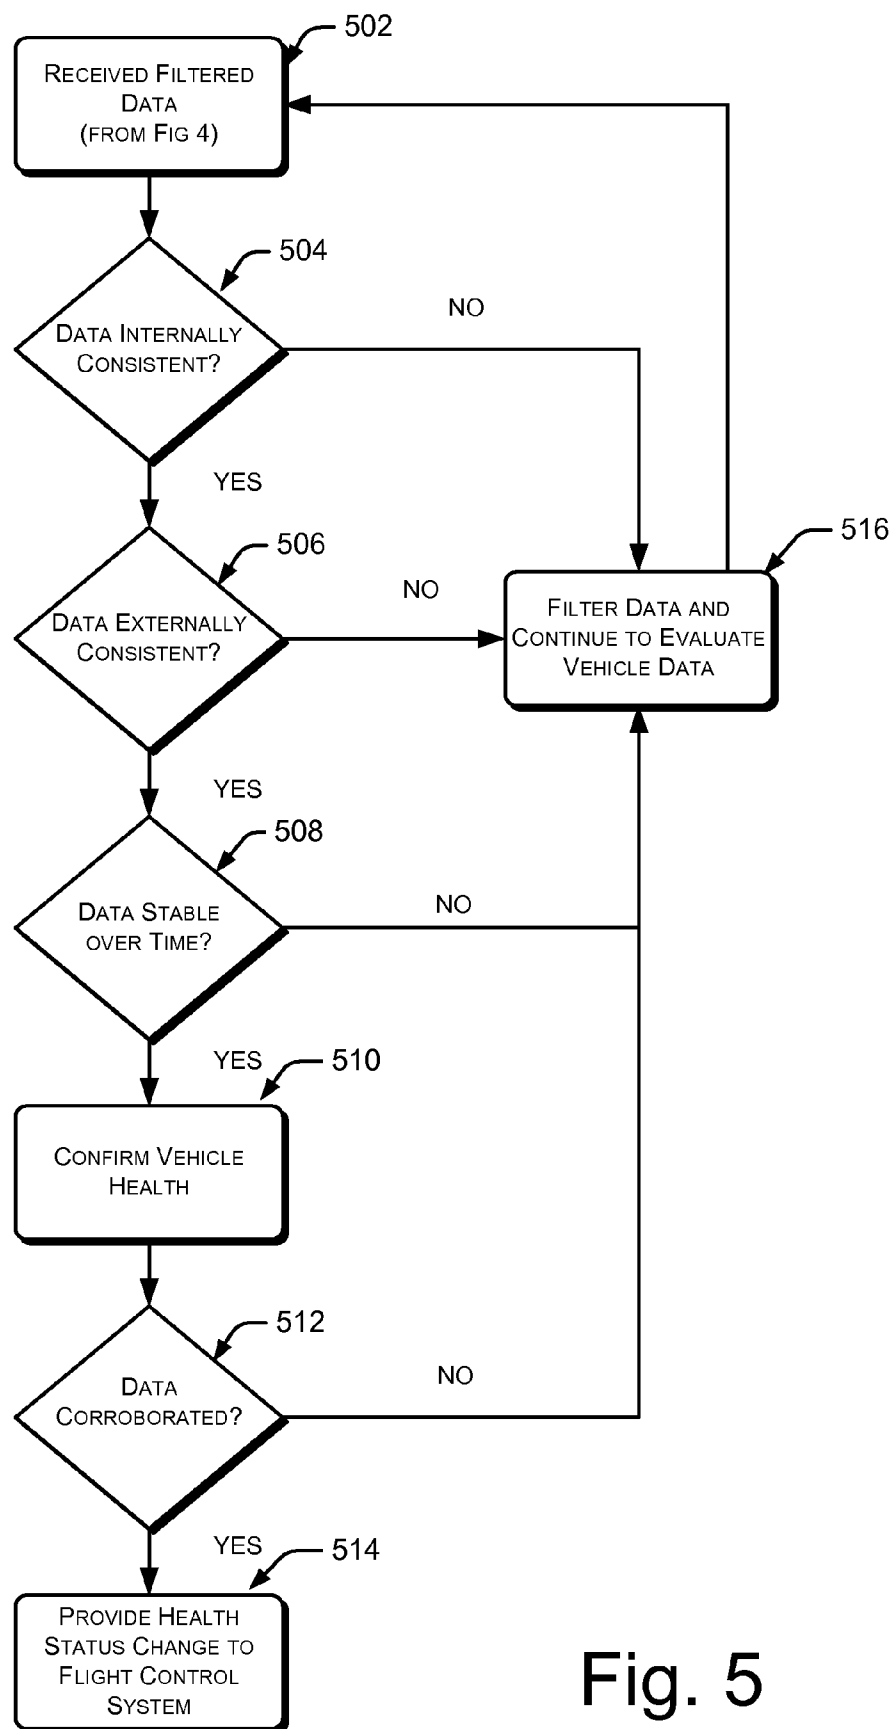 502
RECEIVED FILTERED
DATA
(FROM FIG 4)
504
DATA INTERNALLY
CONSISTENT?
NO
YES
506
DATA EXTERNALLY
CONSISTENT?
NO
516
FILTER DATA AND
CONTINUE TO EVALUATE
VEHICLE DATA
YES
508
DATA STABLE
OVER TIME?
NO
YES
510
CONFIRM VEHICLE
HEALTH
512
DATA
CORROBORATED?
NO
YES
514
PROVIDE HEALTH
STATUS CHANGE TO
FLIGHT CONTROL
SYSTEM
Fig. 5